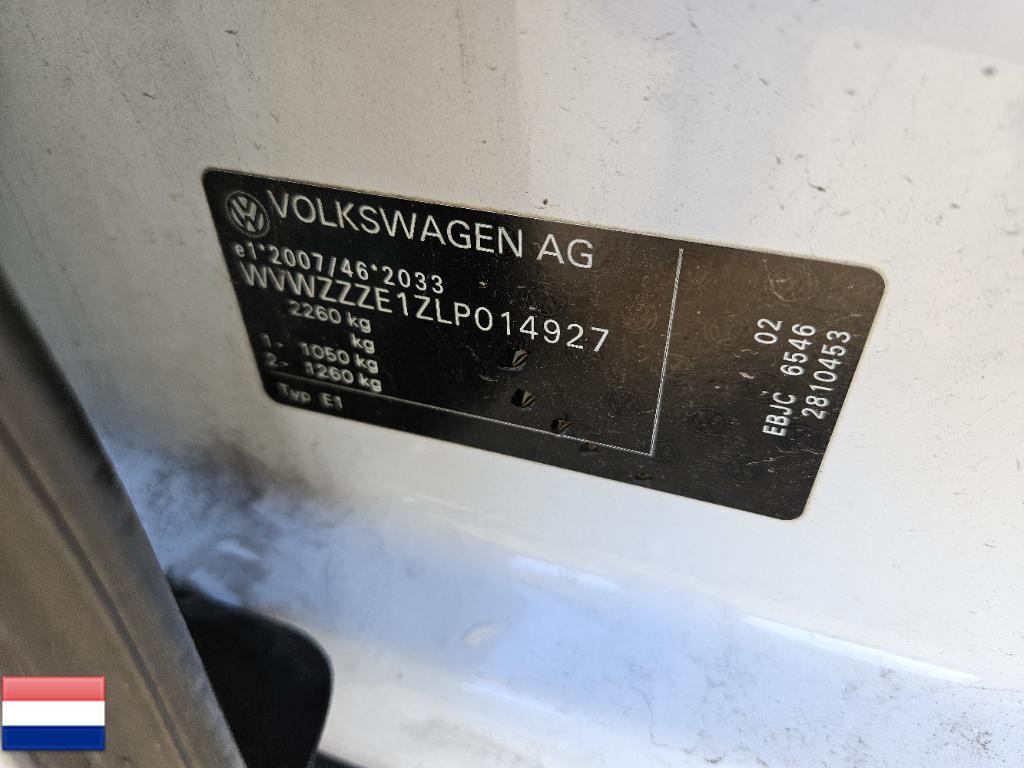 VOLKSWAGEN AG
e1*2007/46*2033
WVWZZZE1ZLP014927
2260 kg
kg
1.- 1050 kg
2.- 1260 kg
Typ E1
02
EBJC 6546
2810453